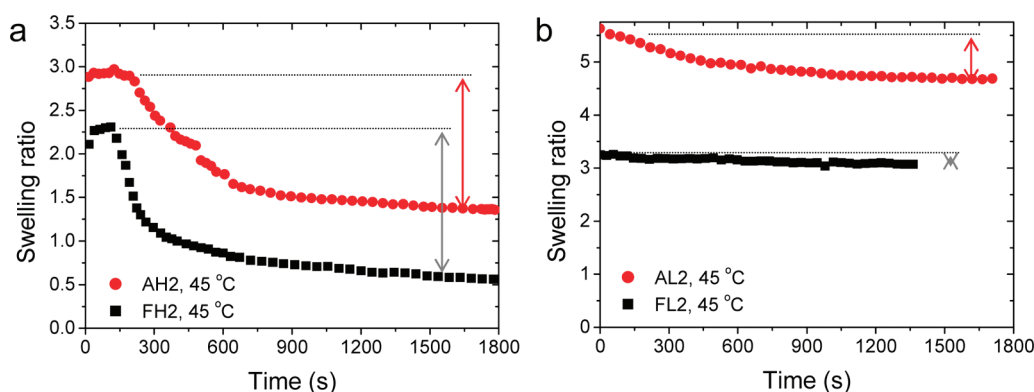 a
Swelling ratio
3.5
3.0
2.5
2.0
1.5
1.0
0.5
0.0
AH2, 45 °C
FH2, 45 °C
0 300 600 900 1200 1500 1800
Time (s)
b
Swelling ratio
5
4
3
2
1
5
0
AL2, 45 °C
FL2, 45 °C
0 300 600 900 1200 1500 1800
Time (s)